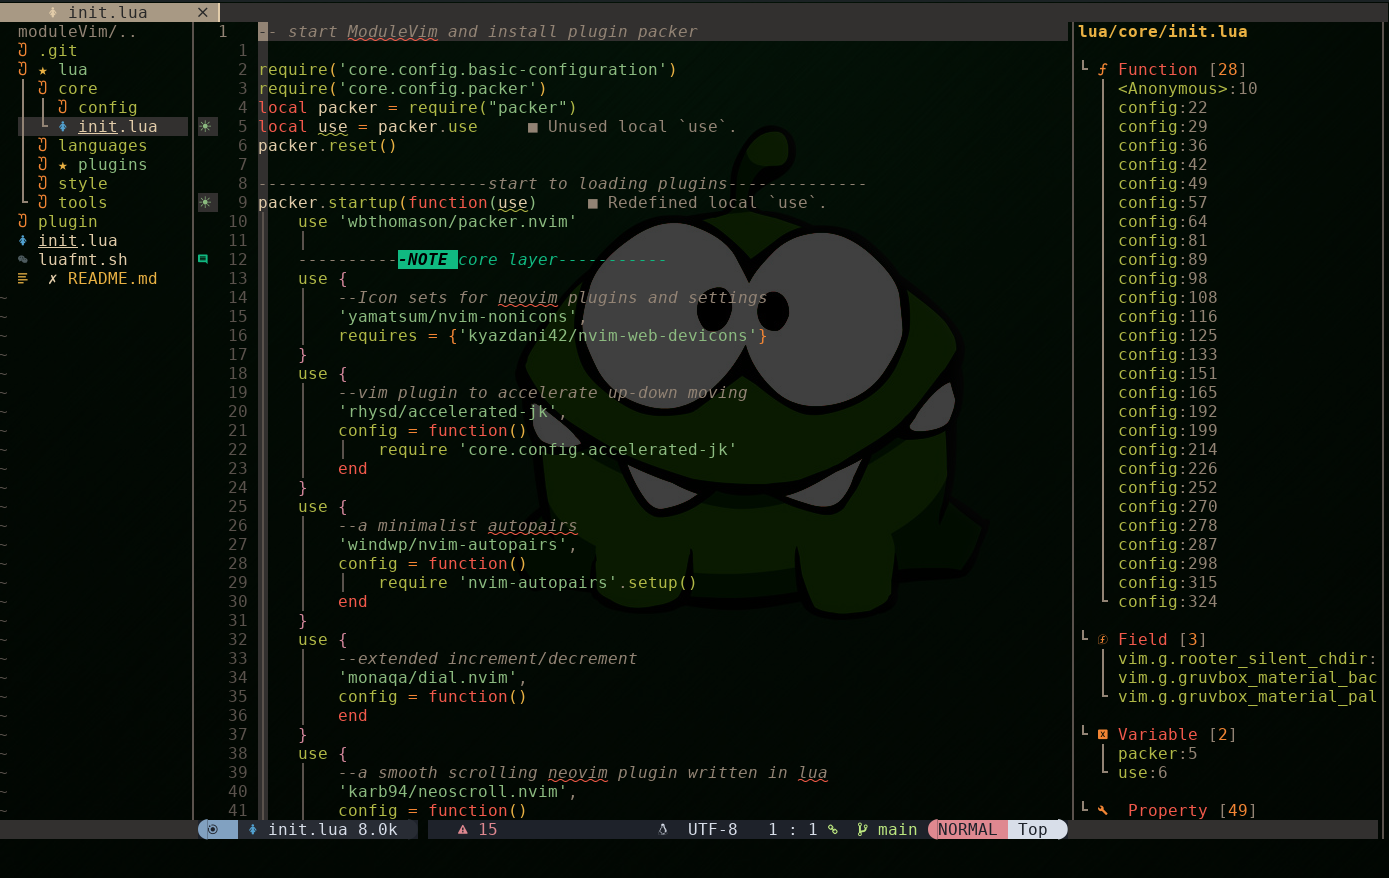 init.lua ×
moduleVim/..
.git
★ lua
core
config
init.lua
languages
★ plugins
style
tools
plugin
init.lua
luafmt.sh
✗ README.md
1 -- start ModuleVim and install plugin packer
1
2 require('core.config.basic-configuration')
3 require('core.config.packer')
4 local packer = require("packer")
5 local use = packer.use ■ Unused local `use`.
6 packer.reset()
7
8 -----------------------start to loading plugins--------------
9 packer.startup(function(use) ■ Redefined local `use`.
10 use 'wbthomason/packer.nvim'
11
12 -----------NOTE core layer-----------
13 use {
14 --Icon sets for neovim plugins and settings
15 'yamatsum/nvim-nonicons',
16 requires = {'kyazdani42/nvim-web-devicons'}
17 }
18 use {
19 --vim plugin to accelerate up-down moving
20 'rhysd/accelerated-jk',
21 config = function()
22 require 'core.config.accelerated-jk'
23 end
24 }
25 use {
26 --a minimalist autopairs
27 'windwp/nvim-autopairs',
28 config = function()
29 require 'nvim-autopairs'.setup()
30 end
31 }
32 use {
33 --extended increment/decrement
34 'monaqa/dial.nvim',
35 config = function()
36 end
37 }
38 use {
39 --a smooth scrolling neovim plugin written in lua
40 'karb94/neoscroll.nvim',
41 config = function()
lua/core/init.lua
Function [28]
<Anonymous>:10
config:22
config:29
config:36
config:42
config:49
config:57
config:64
config:81
config:89
config:98
config:108
config:116
config:125
config:133
config:151
config:165
config:192
config:199
config:214
config:226
config:252
config:270
config:278
config:287
config:298
config:315
config:324
Field [3]
vim.g.rooter_silent_chdir:
vim.g.gruvbox_material_bac
vim.g.gruvbox_material_pal
Variable [2]
packer:5
use:6
Property [49]
init.lua 8.0k 15 UTF-8 1 : 1 % main NORMAL Top